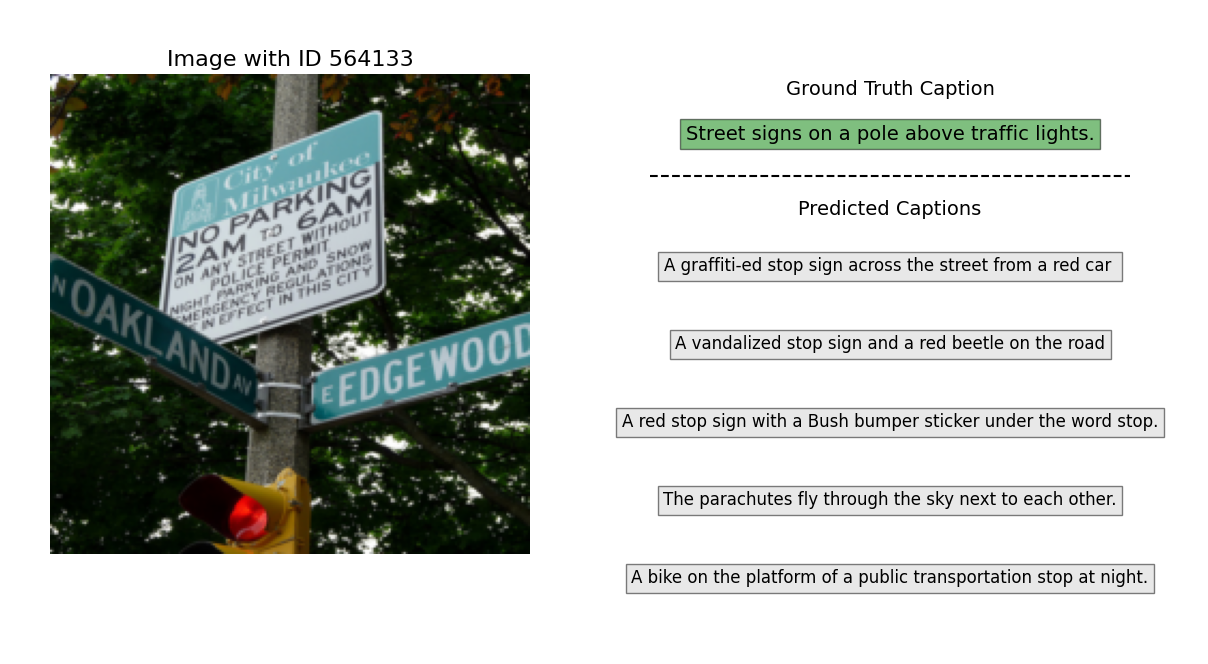 Image with ID 564133
City of
Milwaukee
NO PARKING
2AM TO 6AM
ON ANY STREET WITHOUT
POLICE PERMIT
NIGHT PARKING AND SNOW
EMERGENCY REGULATIONS
IN EFFECT IN THIS CITY
N OAKLAND AV
E EDGEWOOD
Ground Truth Caption
Street signs on a pole above traffic lights.
Predicted Captions
A graffiti-ed stop sign across the street from a red car
A vandalized stop sign and a red beetle on the road
A red stop sign with a Bush bumper sticker under the word stop.
The parachutes fly through the sky next to each other.
A bike on the platform of a public transportation stop at night.